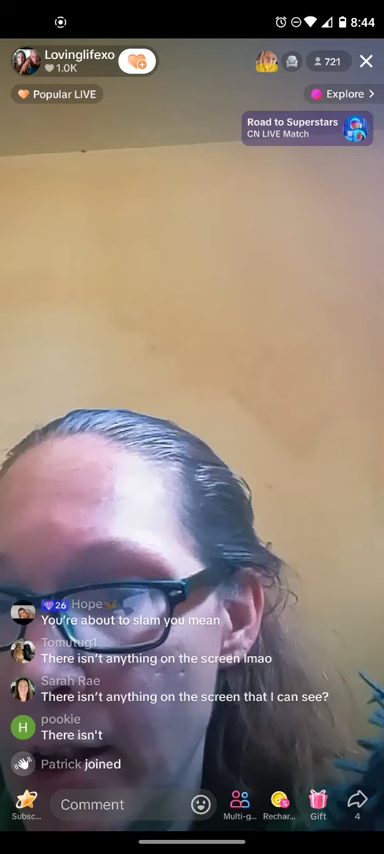 8:44
Lovinglifexo
1.0K
721
Popular LIVE
Explore >
Road to Superstars
CN LIVE Match
26 Hope
You're about to slam you mean
Tomutug1
There isn't anything on the screen lmao
Sarah Rae
There isn't anything on the screen that I can see?
H
pookie
There isn't
Patrick joined
Comment
Subsc...
Multi-g...
Rechar...
Gift
4